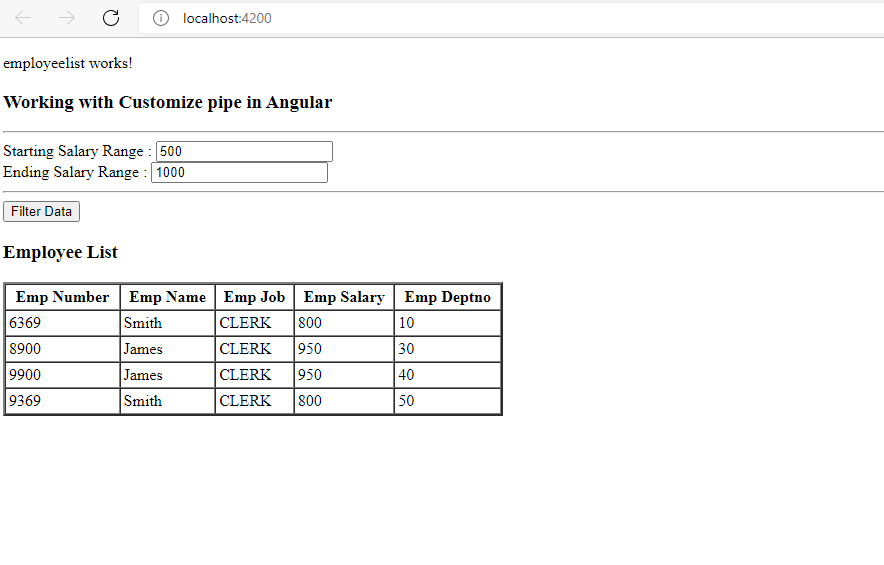 localhost:4200
employeelist works!
Working with Customize pipe in Angular
Starting Salary Range : 500
Ending Salary Range : 1000
Filter Data
Employee List
Emp Number Emp Name Emp Job Emp Salary Emp Deptno
6369 Smith CLERK 800 10
8900 James CLERK 950 30
9900 James CLERK 950 40
9369 Smith CLERK 800 50